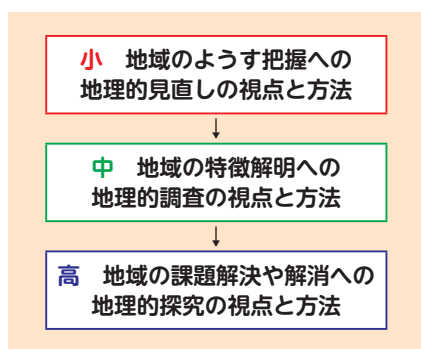 小　地域のようす把握への
地理的見直しの視点と方法
↓
中　地域の特徴解明への
地理的調査の視点と方法
↓
高　地域の課題解決や解消への
地理的探究の視点と方法